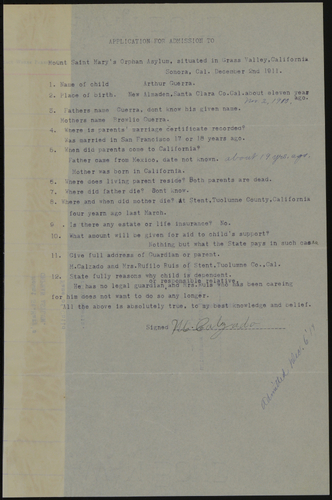 APPLICATION FOR ADMISSION TO
Mount Saint Mary's Orphan Asylum, situated in Grass Valley, California
Sonora, Cal. December 2nd 1911.
1. Name of child Arthur Guerra.
2. Place of birth. New Almaden, Santa Clara Co. Cal. about eleven year
ago.
Nov 2, 1911.
3. Fathers name Guerra, dont know his given name.
Mothers name Guerra.
4. Where is parents' marriage certificate recorded?
Was married in San Francisco 17 or 18 years ago.
5. When did parents come to California?
Father came from Mexico, date not known. about 19 yrs. ago.
Mother was born in California.
6. Where does living parent reside? Both parents are dead.
7. Where did father die? Dont know.
8. Where and when did mother die? At Stent, Tuolumne County, California
four years ago last March.
9. Is there any estate or life insurance? No.
10. What amount will be given for aid to child's support?
Nothing but what the State pays in such cases
11. Give full address of Guardian or parent.
H. Calzado and Mrs. Ruiz of Stent, Tuolumne Co., Cal.
12. State fully reasons why child is dependent.
or responsible relative.
He has no legal guardian and Mrs. Ruis who has been caring
for him does not want to do so any longer.
All the above is absolutely true, to my best knowledge and belief.
Signed
admitted Dec. 6 '11